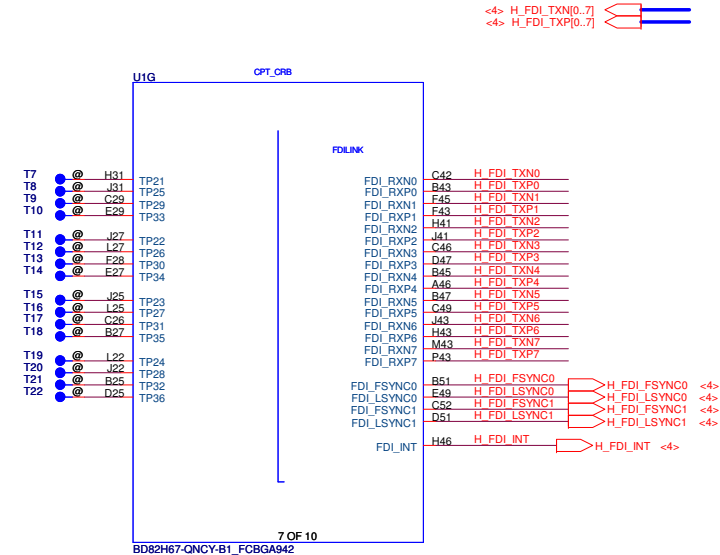 <4> H_FDI_TXN[0..7]
<4> H_FDI_TXP[0..7]
U1G CPT_CRB
FDILINK
T7 @ H31 TP21 FDI_RXN0 C42 H_FDI_TXN0
T8 @ J31 TP25 FDI_RXP0 B43 H_FDI_TXP0
T9 @ C29 TP29 FDI_RXN1 F45 H_FDI_TXN1
T10 @ E29 TP33 FDI_RXP1 F43 H_FDI_TXP1
FDI_RXN2 H41 H_FDI_TXN2
T11 @ J27 TP22 FDI_RXP2 J41 H_FDI_TXP2
T12 @ L27 TP26 FDI_RXN3 C46 H_FDI_TXN3
T13 @ F28 TP30 FDI_RXP3 D47 H_FDI_TXP3
T14 @ E27 TP34 FDI_RXN4 B45 H_FDI_TXN4
FDI_RXP4 A46 H_FDI_TXP4
T15 @ J25 TP23 FDI_RXN5 B47 H_FDI_TXN5
T16 @ L25 TP27 FDI_RXP5 C49 H_FDI_TXP5
T17 @ C26 TP31 FDI_RXN6 J43 H_FDI_TXN6
T18 @ B27 TP35 FDI_RXP6 H43 H_FDI_TXP6
FDI_RXN7 M43 H_FDI_TXN7
T19 @ L22 TP24 FDI_RXP7 P43 H_FDI_TXP7
T20 @ J22 TP28
T21 @ B25 TP32 FDI_FSYNC0 B51 H_FDI_FSYNC0 H_FDI_FSYNC0 <4>
T22 @ D25 TP36 FDI_LSYNC0 E49 H_FDI_LSYNC0 H_FDI_LSYNC0 <4>
FDI_FSYNC1 C52 H_FDI_FSYNC1 H_FDI_FSYNC1 <4>
FDI_LSYNC1 D51 H_FDI_LSYNC1 H_FDI_LSYNC1 <4>
FDI_INT H46 H_FDI_INT H_FDI_INT <4>
7 OF 10
BD82H67-QNCY-B1_FCBGA942